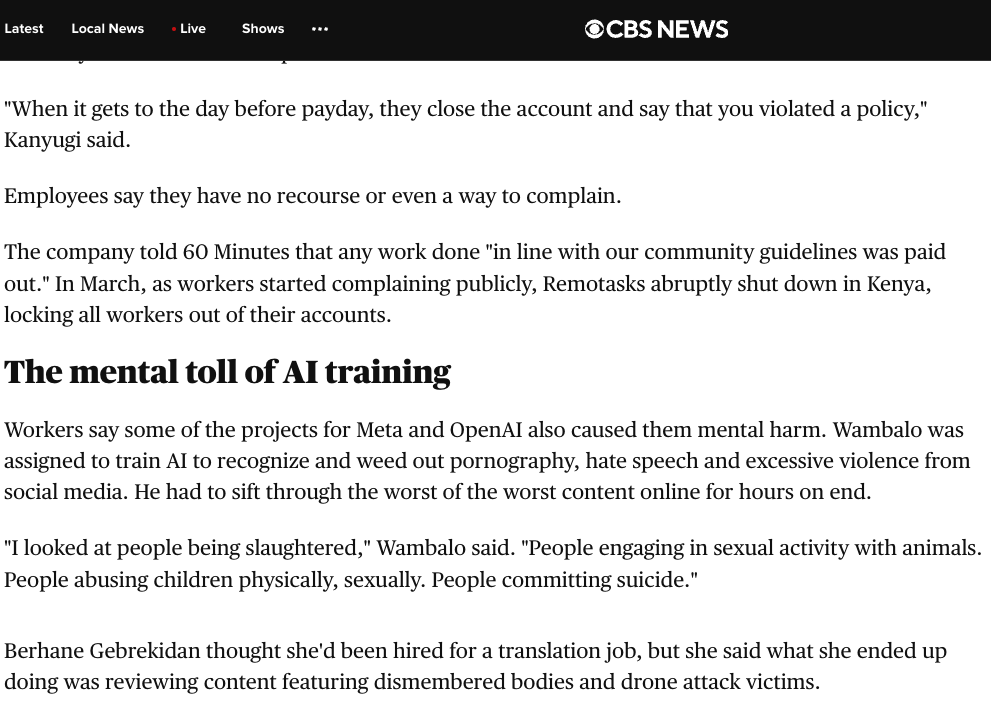 Latest Local News Live Shows CBS NEWS
"When it gets to the day before payday, they close the account and say that you violated a policy,"
Kanyugi said.
Employees say they have no recourse or even a way to complain.
The company told 60 Minutes that any work done "in line with our community guidelines was paid
out." In March, as workers started complaining publicly, Remotasks abruptly shut down in Kenya,
locking all workers out of their accounts.
The mental toll of AI training
Workers say some of the projects for Meta and OpenAI also caused them mental harm. Wambalo was
assigned to train AI to recognize and weed out pornography, hate speech and excessive violence from
social media. He had to sift through the worst of the worst content online for hours on end.
"I looked at people being slaughtered," Wambalo said. "People engaging in sexual activity with animals.
People abusing children physically, sexually. People committing suicide."
Berhane Gebrekidan thought she'd been hired for a translation job, but she said what she ended up
doing was reviewing content featuring dismembered bodies and drone attack victims.